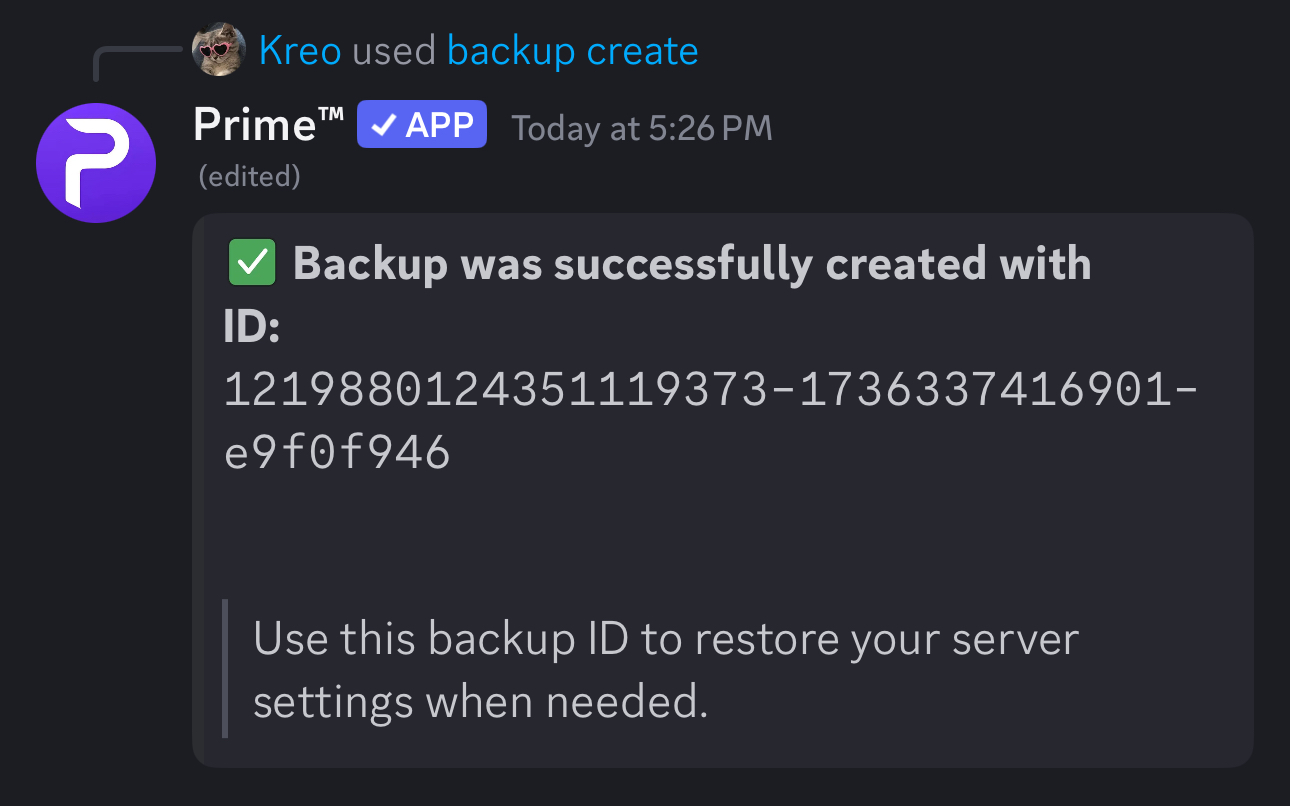 Kreo used backup create
Prime™ ✓ APP Today at 5:26 PM
(edited)
✅ Backup was successfully created with
ID:
1219880124351119373-1736337416901-
e9f0f946
Use this backup ID to restore your server
settings when needed.